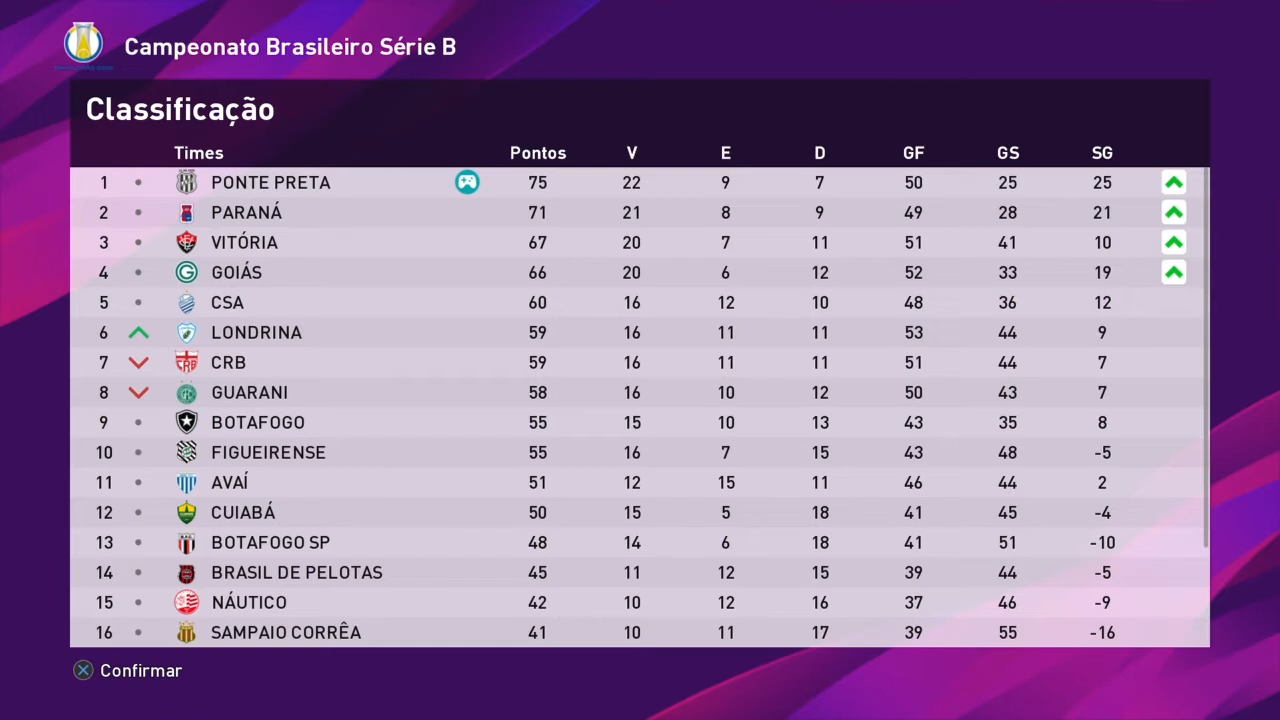 Campeonato Brasileiro Série B
Classificação
Times Pontos V E D GF GS SG
1 PONTE PRETA 75 22 9 7 50 25 25
2 PARANÁ 71 21 8 9 49 28 21
3 VITÓRIA 67 20 7 11 51 41 10
4 GOIÁS 66 20 6 12 52 33 19
5 CSA 60 16 12 10 48 36 12
6 LONDRINA 59 16 11 11 53 44 9
7 CRB 59 16 11 11 51 44 7
8 GUARANI 58 16 10 12 50 43 7
9 BOTAFOGO 55 15 10 13 43 35 8
10 FIGUEIRENSE 55 16 7 15 43 48 -5
11 AVAÍ 51 12 15 11 46 44 2
12 CUIABÁ 50 15 5 18 41 45 -4
13 BOTAFOGO SP 48 14 6 18 41 51 -10
14 BRASIL DE PELOTAS 45 11 12 15 39 44 -5
15 NÁUTICO 42 10 12 16 37 46 -9
16 SAMPAIO CORRÊA 41 10 11 17 39 55 -16
Confirmar